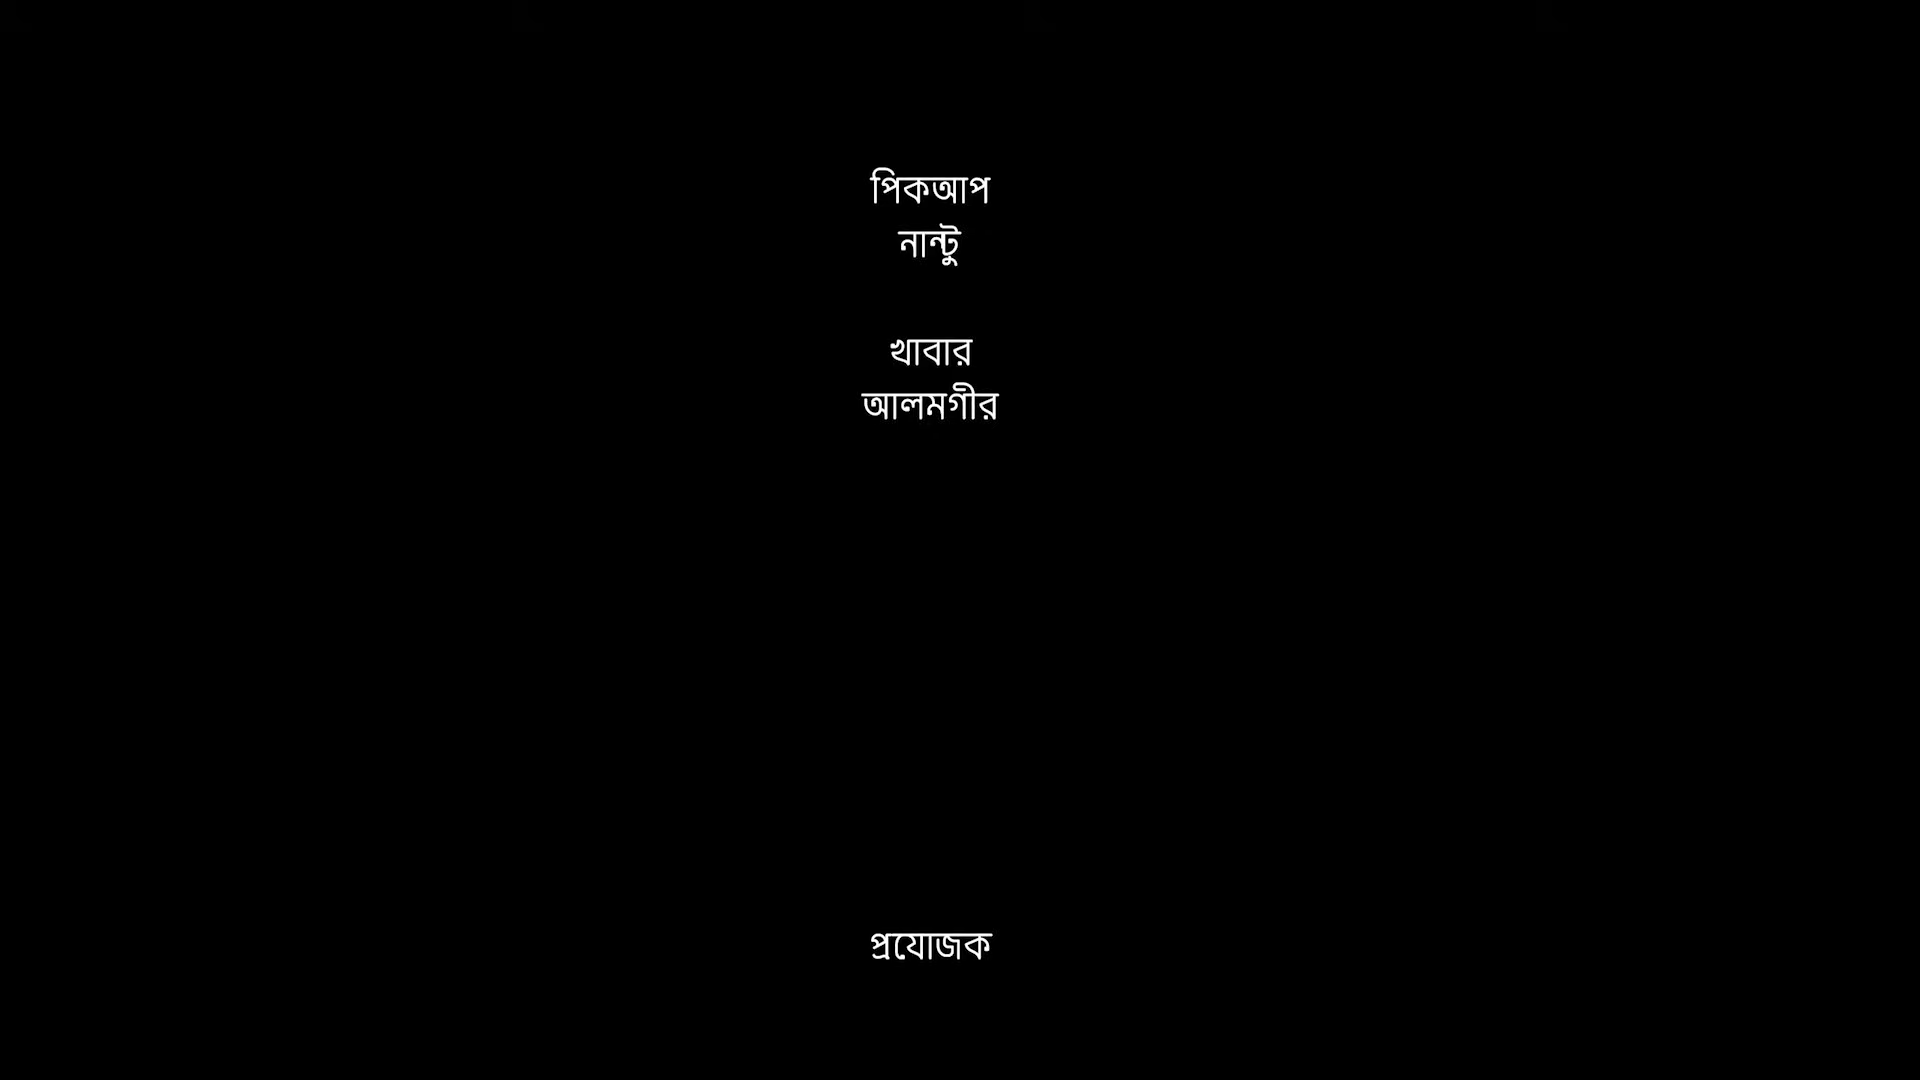 পিকআপ
নান্টু
খাবার
আলমগীর
প্রযোজক